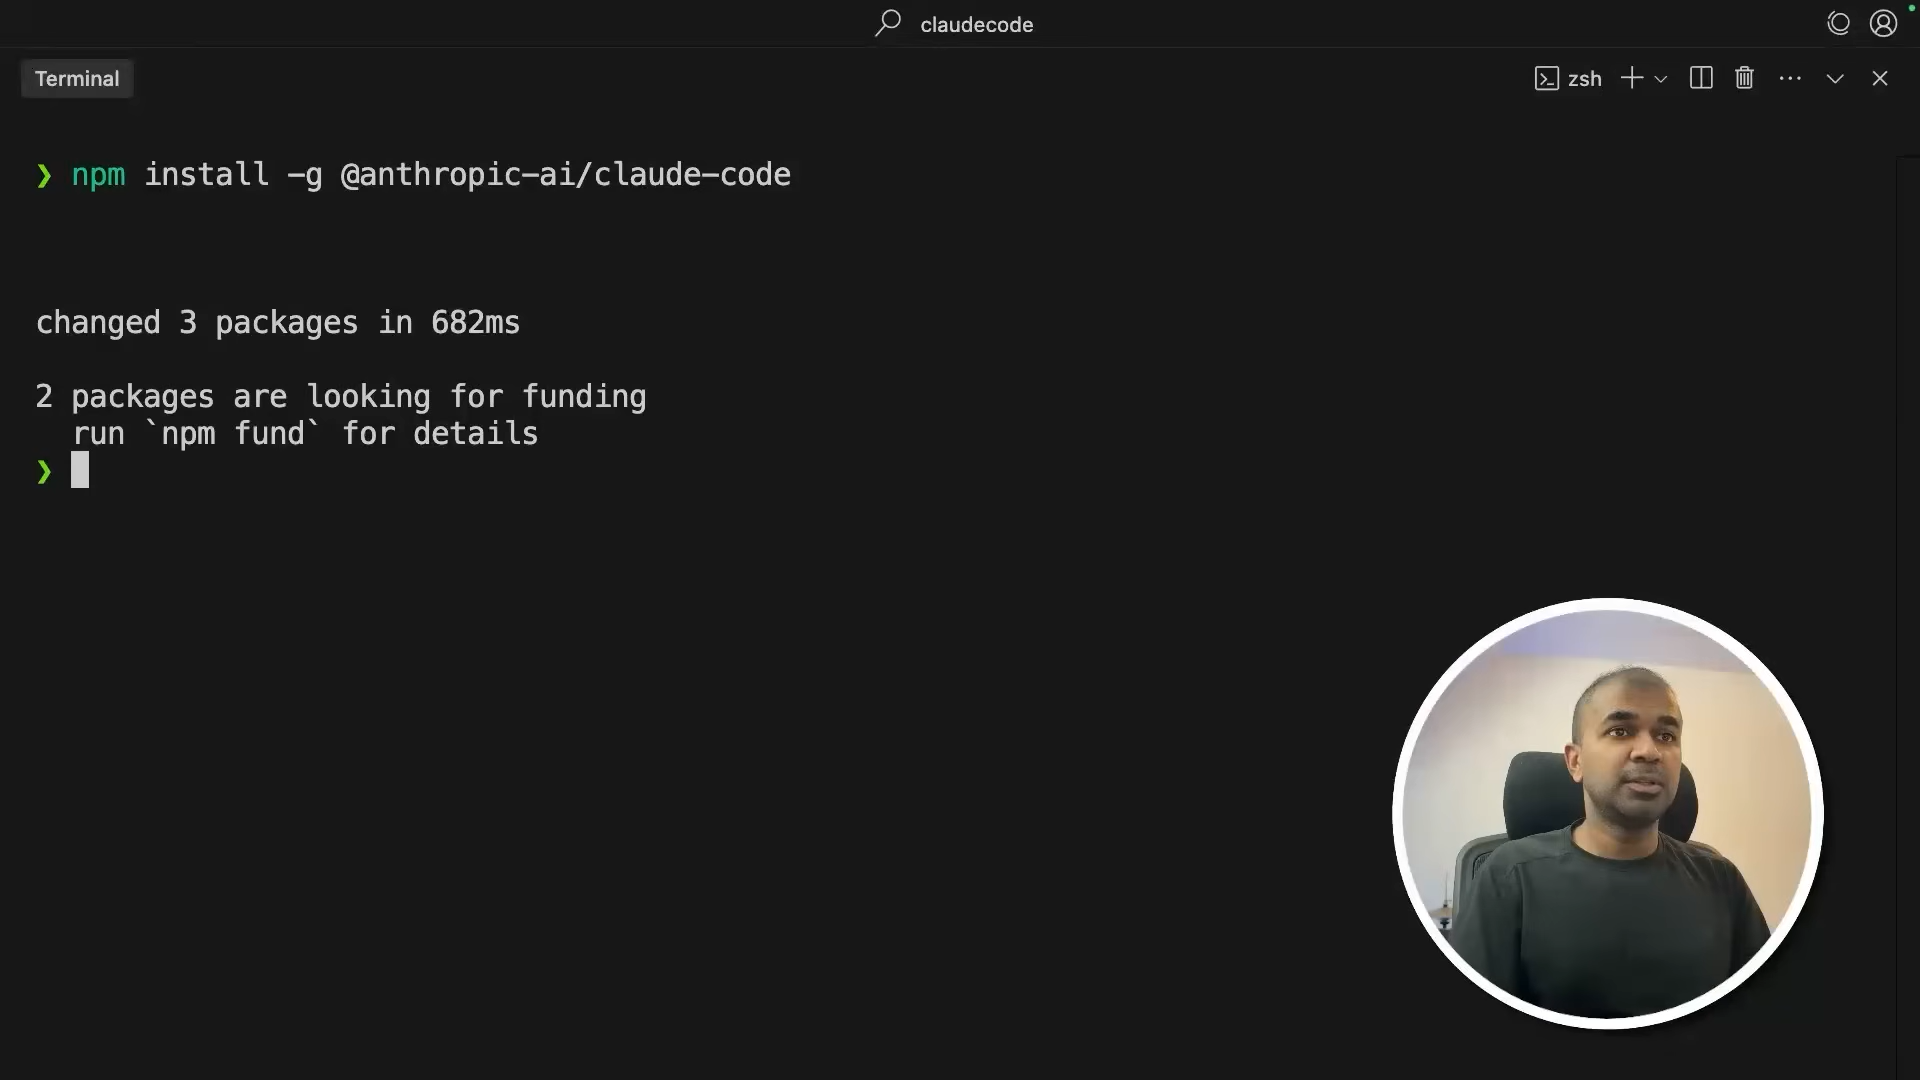 claudecode
Terminal
zsh
❯ npm install -g @anthropic-ai/claude-code
changed 3 packages in 682ms
2 packages are looking for funding
run `npm fund` for details
❯